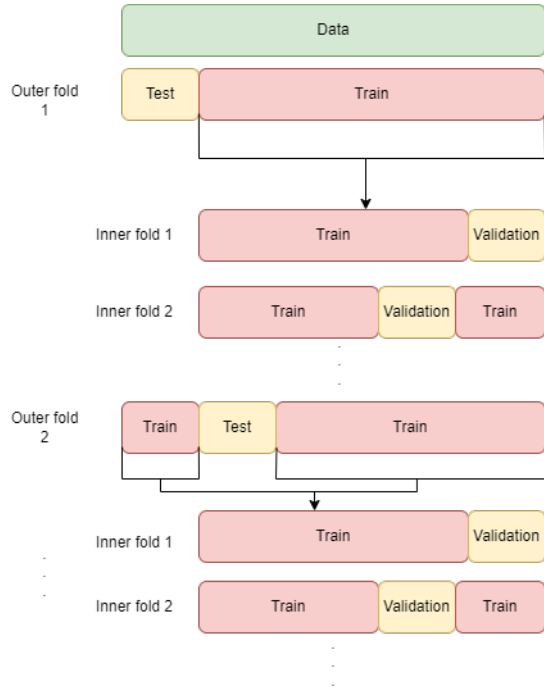 Data
Outer fold
1
Test
Train
Inner fold 1
Train
Validation
Inner fold 2
Train
Validation
Train
Outer fold
2
Train
Test
Train
Inner fold 1
Train
Validation
Inner fold 2
Train
Validation
Train